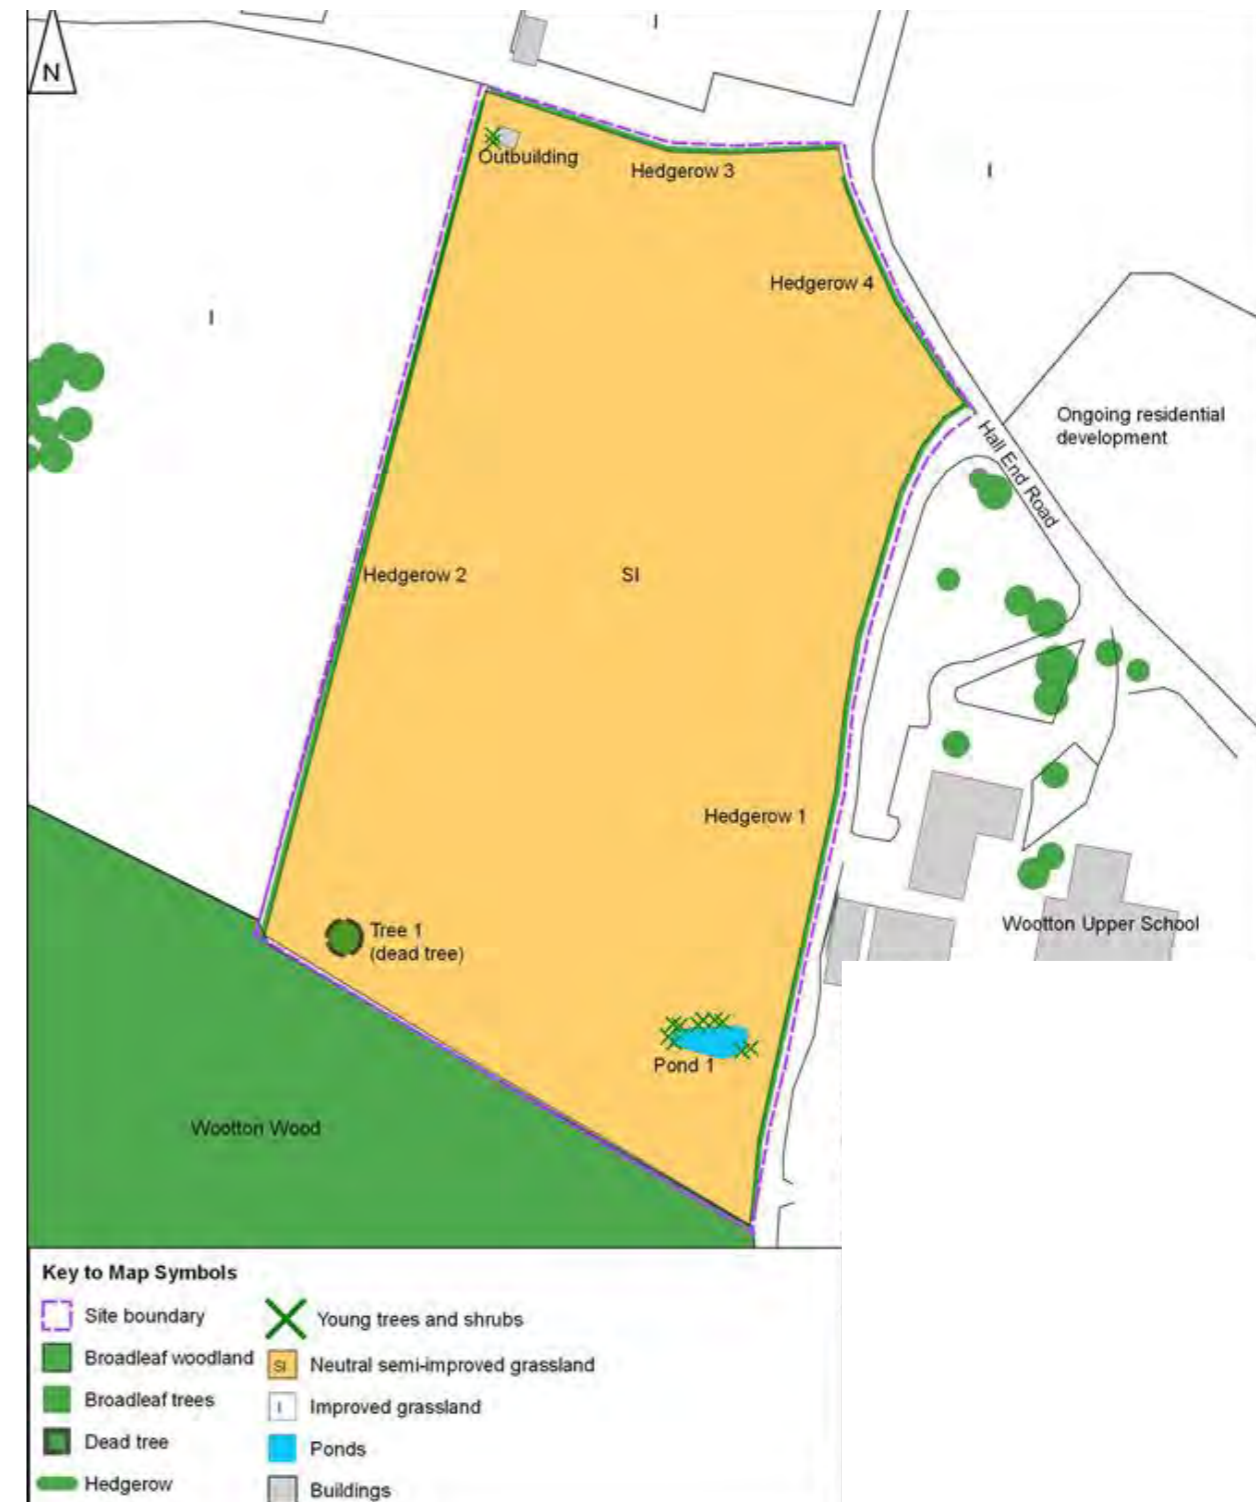 I
N
Outbuilding
Hedgerow 3
I
Hedgerow 4
I
Ongoing residential
development
Hall End Road
Hedgerow 2
SI
Hedgerow 1
Tree 1
(dead tree)
Wootton Upper School
Pond 1
Wootton Wood
Key to Map Symbols
Site boundary
Young trees and shrubs
Broadleaf woodland
SI Neutral semi-improved grassland
Broadleaf trees
I Improved grassland
Dead tree
Ponds
Hedgerow
Buildings